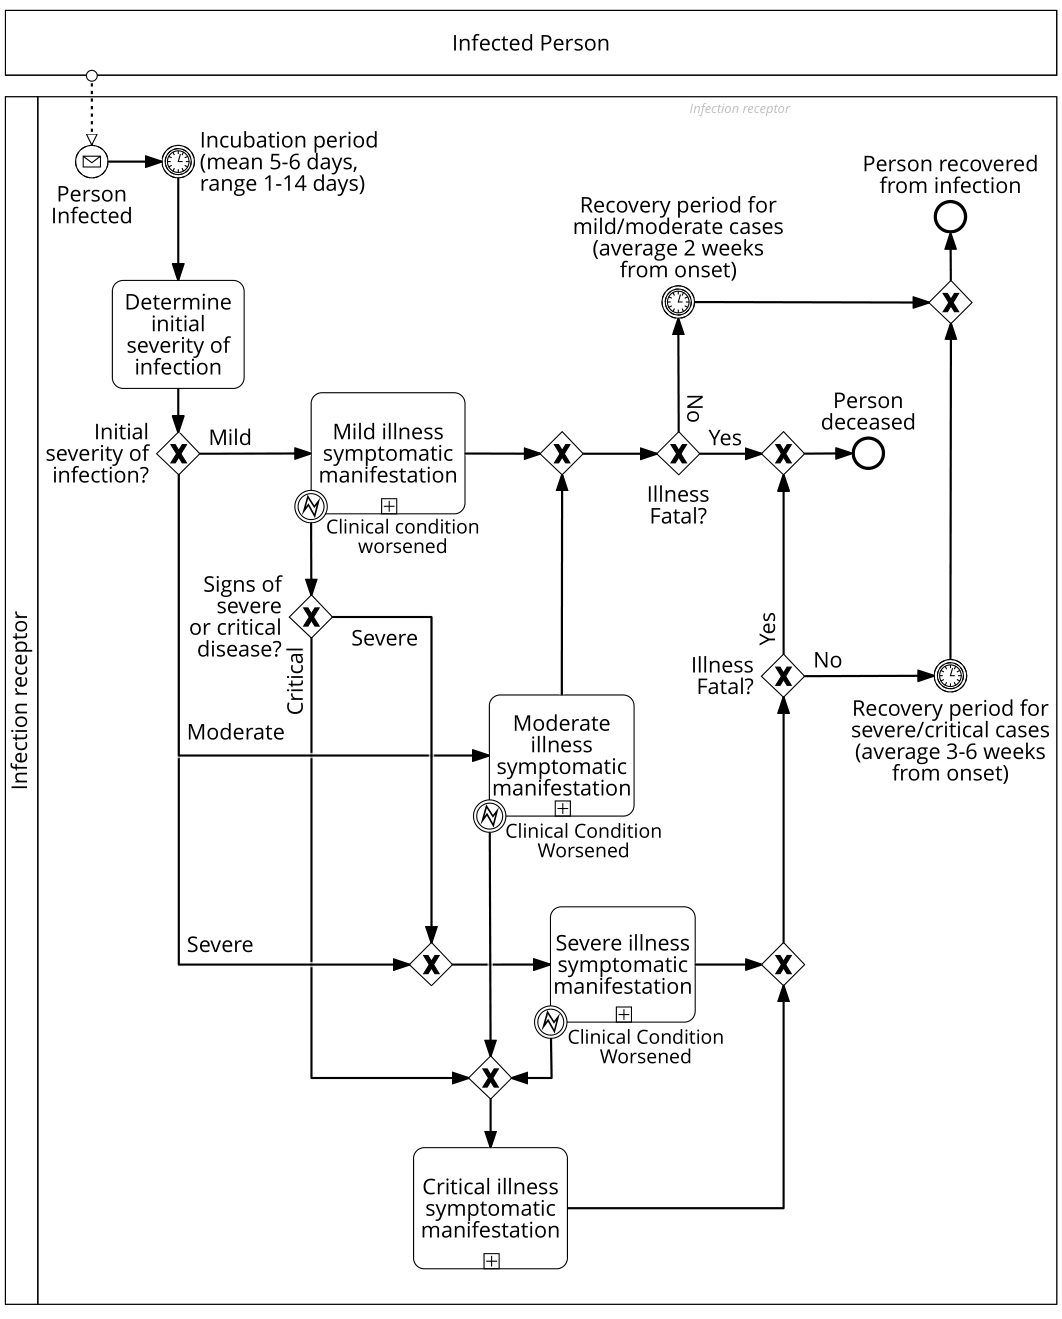 Infected Person
Infection receptor
Infection receptor
Person
Infected
Incubation period
(mean 5-6 days,
range 1-14 days)
Determine
initial
severity of
infection
Initial
severity of
infection?
Mild
Moderate
Severe
Mild illness
symptomatic
manifestation
Clinical condition
worsened
Signs of
severe
or critical
disease?
Severe
Critical
Moderate
illness
symptomatic
manifestation
Clinical Condition
Worsened
Severe illness
symptomatic
manifestation
Clinical Condition
Worsened
Critical illness
symptomatic
manifestation
Illness
Fatal?
No
Yes
Recovery period for
mild/moderate cases
(average 2 weeks
from onset)
Person recovered
from infection
Person
deceased
Illness
Fatal?
Yes
No
Recovery period for
severe/critical cases
(average 3-6 weeks
from onset)